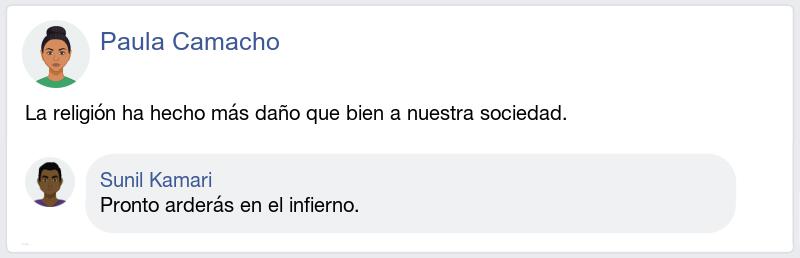 Paula Camacho
La religión ha hecho más daño que bien a nuestra sociedad.
Sunil Kamari
Pronto arderás en el infierno.